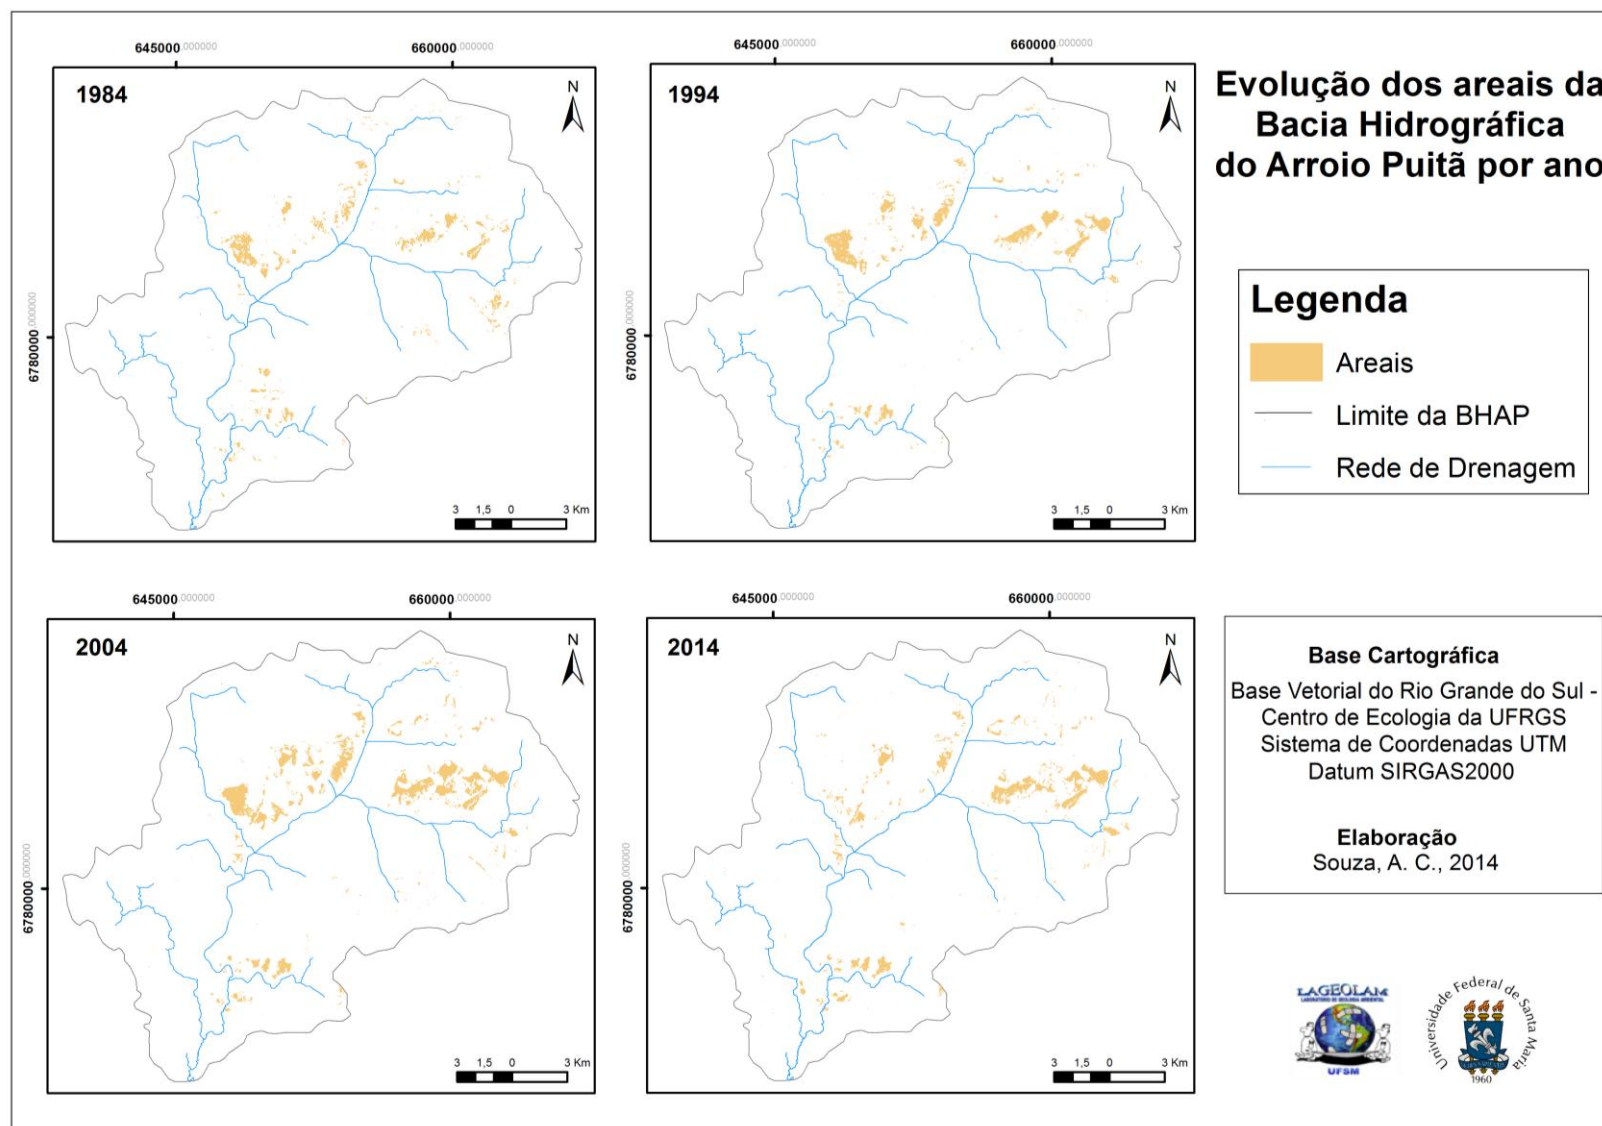 Evolução dos areais da
Bacia Hidrográfica
do Arroio Puitã por ano
645000,000000 660000,000000
1984
N
6780000,000000
3 1,5 0 3 Km
645000,000000 660000,000000
1994
N
6780000,000000
3 1,5 0 3 Km
Legenda
Areais
Limite da BHAP
Rede de Drenagem
645000,000000 660000,000000
2004
N
6780000,000000
3 1,5 0 3 Km
645000,000000 660000,000000
2014
N
6780000,000000
3 1,5 0 3 Km
Base Cartográfica
Base Vetorial do Rio Grande do Sul -
Centro de Ecologia da UFRGS
Sistema de Coordenadas UTM
Datum SIRGAS2000
Elaboração
Souza, A. C., 2014
LAGEOLAM
LABORATÓRIO DE GEOLOGIA AMBIENTAL
UFSM
Universidade Federal de Santa Maria
1960